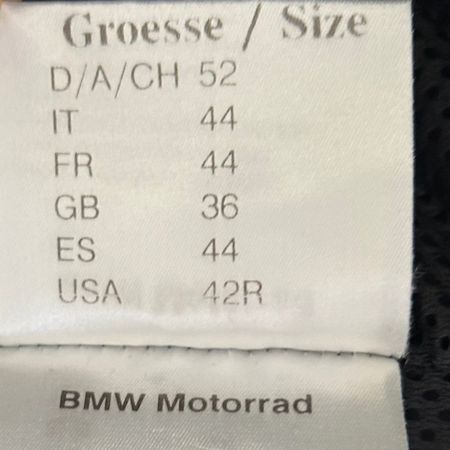 Groesse / Size
D/A/CH 52
IT 44
FR 44
GB 36
ES 44
USA 42R
BMW Motorrad